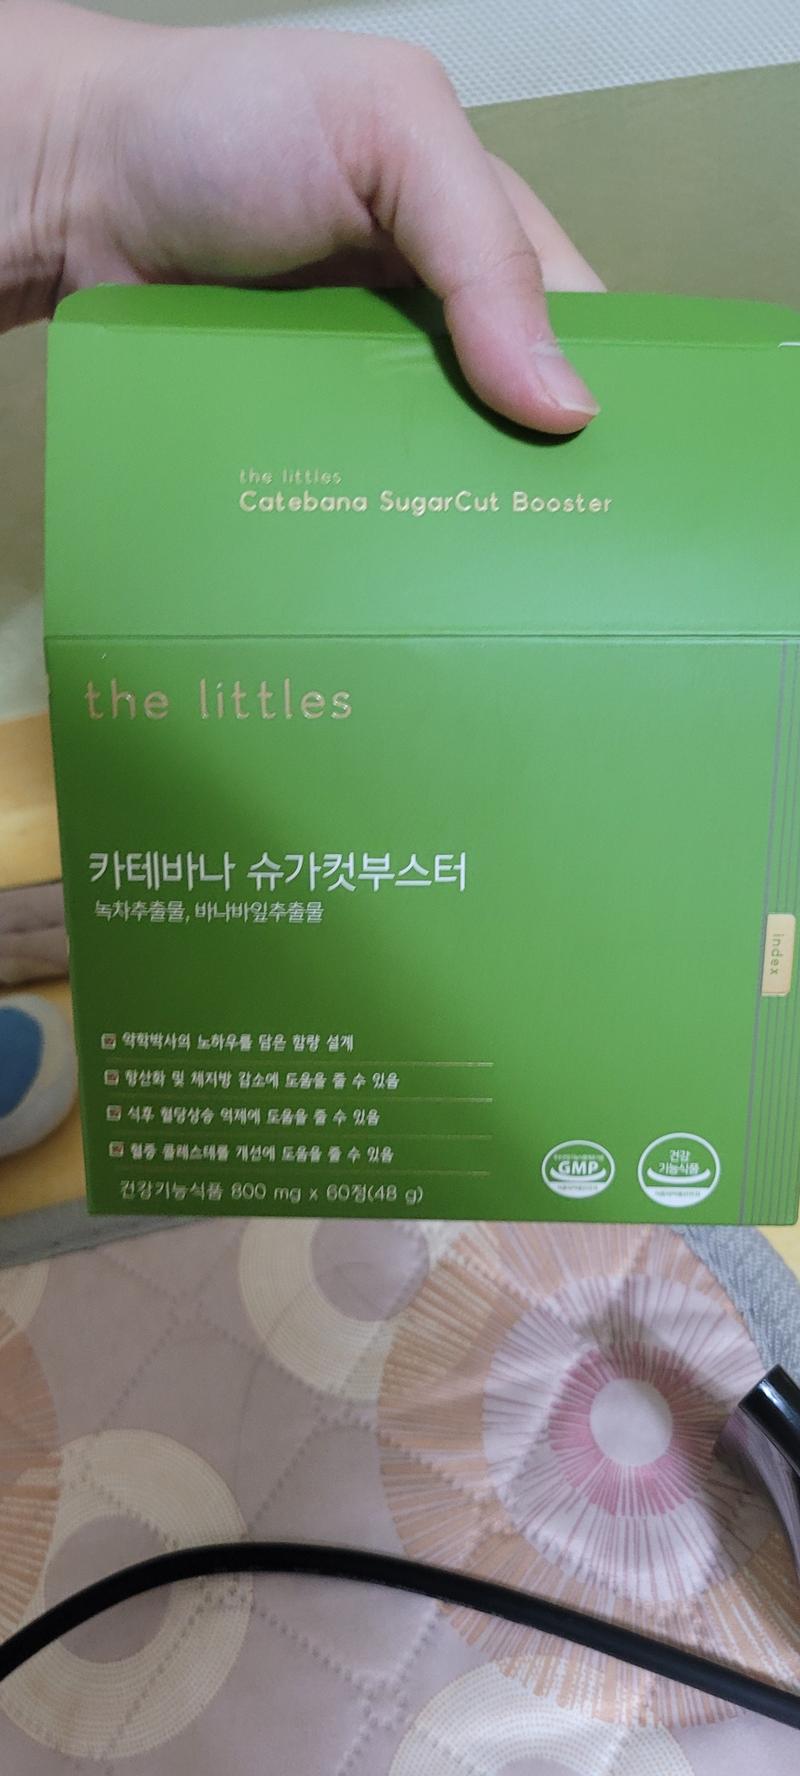 the littles
Catebana SugarCut Booster
the littles
카테바나 슈가컷부스터
녹차추출물, 바나바잎추출물
index
약학박사의 노하우를 담은 함량 설계
항산화 및 체지방 감소에 도움을 줄 수 있음
식후 혈당상승 억제에 도움을 줄 수 있음
혈중 콜레스테롤 개선에 도움을 줄 수 있음
건강기능식품 800 mg x 60정(48 g)
GMP
건강
기능식품